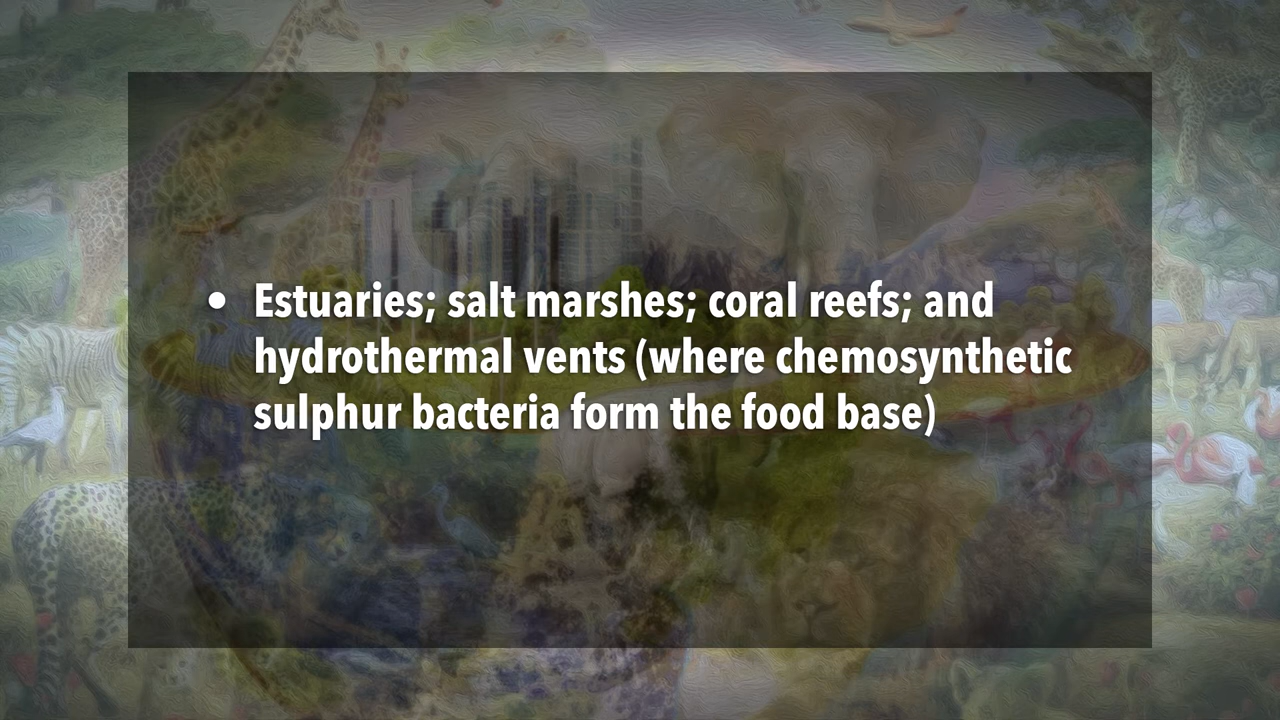 • Estuaries; salt marshes; coral reefs; and
hydrothermal vents (where chemosynthetic
sulphur bacteria form the food base)